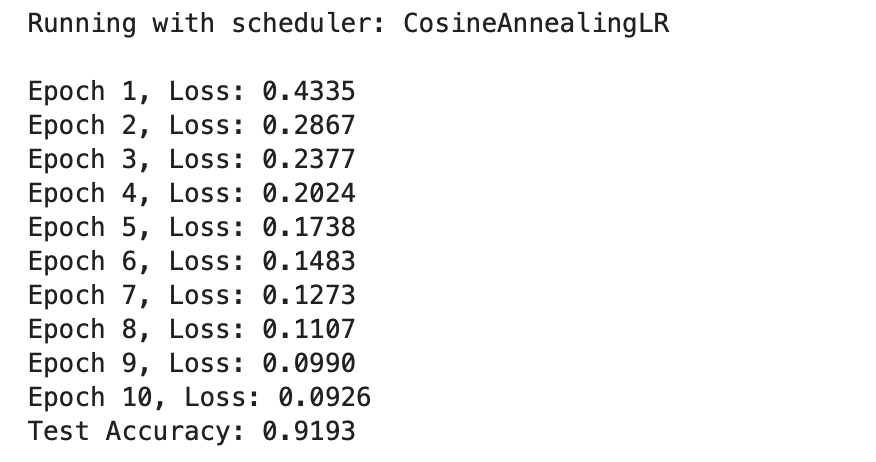 Running with scheduler: CosineAnnealingLR
Epoch 1, Loss: 0.4335
Epoch 2, Loss: 0.2867
Epoch 3, Loss: 0.2377
Epoch 4, Loss: 0.2024
Epoch 5, Loss: 0.1738
Epoch 6, Loss: 0.1483
Epoch 7, Loss: 0.1273
Epoch 8, Loss: 0.1107
Epoch 9, Loss: 0.0990
Epoch 10, Loss: 0.0926
Test Accuracy: 0.9193